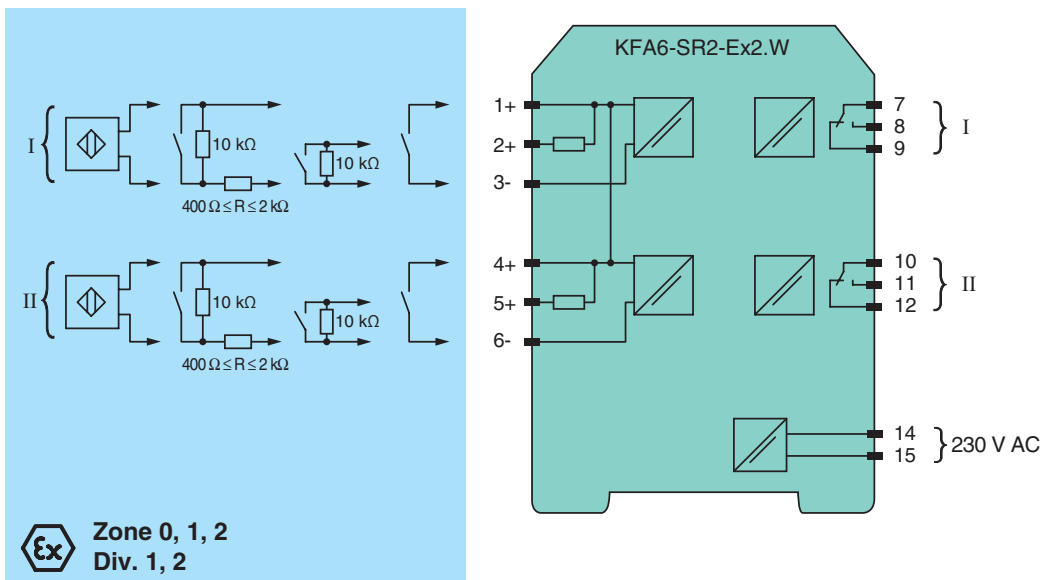 KFA6-SR2-Ex2.W
I
10 kΩ
10 kΩ
400 Ω ≤ R ≤ 2 kΩ
II
10 kΩ
10 kΩ
400 Ω ≤ R ≤ 2 kΩ
1+
2+
3-
4+
5+
6-
7
8
9
I
10
11
12
II
14
15
230 V AC
Ex
Zone 0, 1, 2
Div. 1, 2